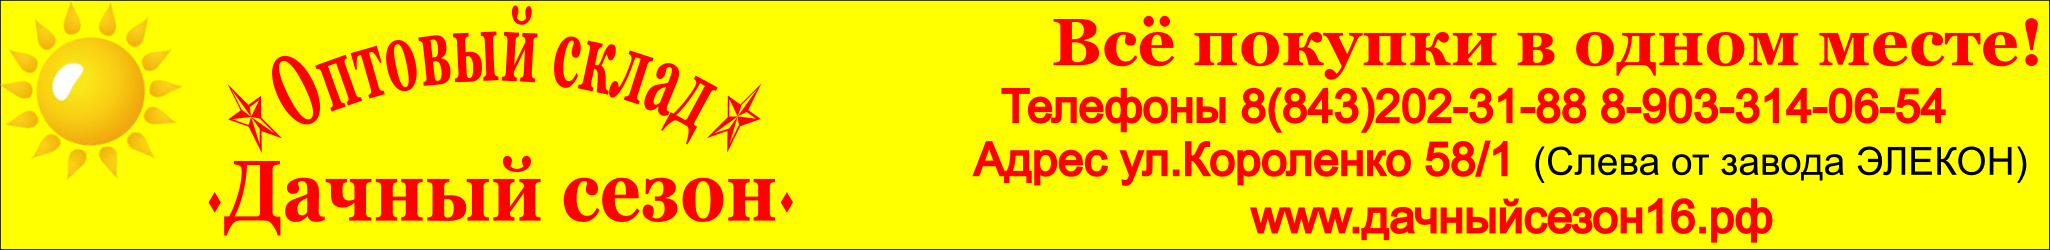 Оптовый склад
Дачный сезон
Всё покупки в одном месте!
Телефоны 8(843)202-31-88 8-903-314-06-54
Адрес ул.Короленко 58/1 (Слева от завода ЭЛЕКОН)
www.дачныйсезон16.рф